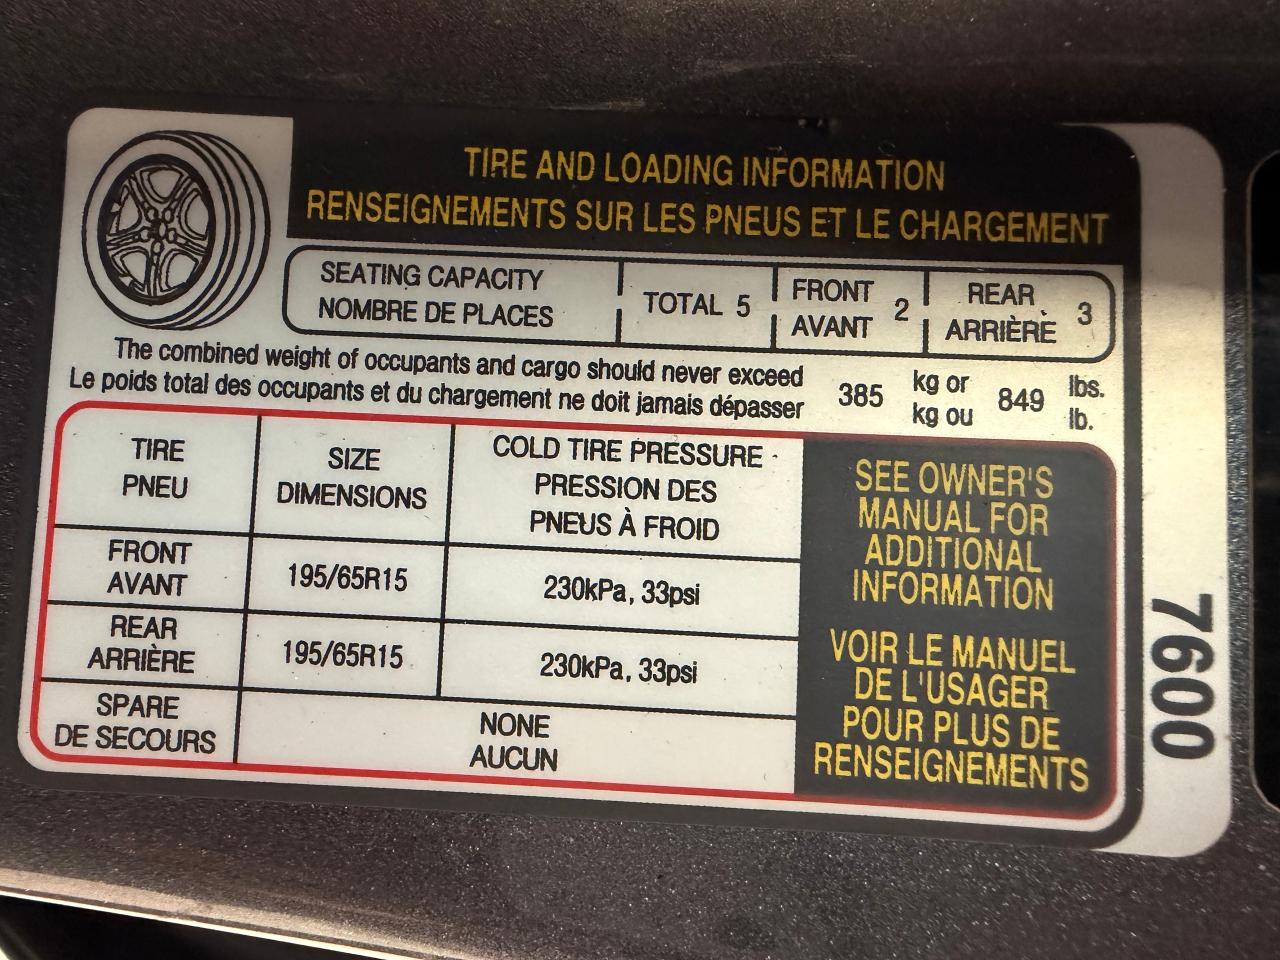 TIRE AND LOADING INFORMATION
RENSEIGNEMENTS SUR LES PNEUS ET LE CHARGEMENT
SEATING CAPACITY
NOMBRE DE PLACES
TOTAL 5
FRONT
AVANT
2
REAR
ARRIÈRE
3
The combined weight of occupants and cargo should never exceed
Le poids total des occupants et du chargement ne doit jamais dépasser
385
kg or
kg ou
849
lbs.
lb.
TIRE
PNEU
SIZE
DIMENSIONS
COLD TIRE PRESSURE
PRESSION DES
PNEUS À FROID
FRONT
AVANT
195/65R15
230kPa, 33psi
REAR
ARRIÈRE
195/65R15
230kPa, 33psi
SPARE
DE SECOURS
NONE
AUCUN
SEE OWNER'S
MANUAL FOR
ADDITIONAL
INFORMATION
VOIR LE MANUEL
DE L'USAGER
POUR PLUS DE
RENSEIGNEMENTS
7600